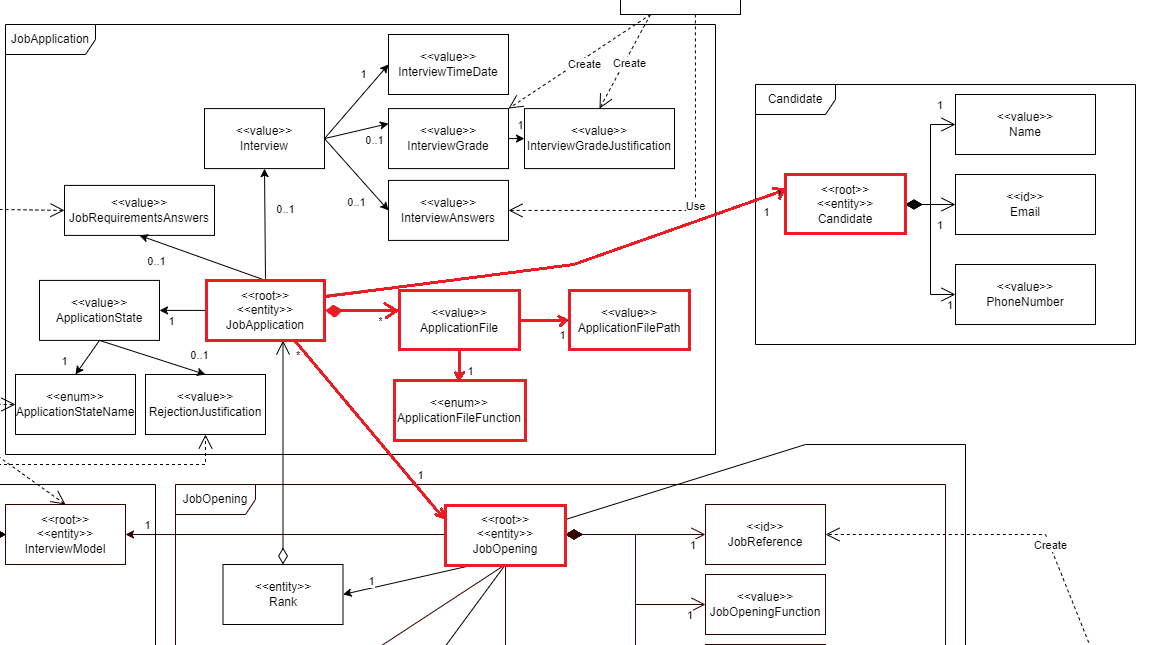 JobApplication
<<value>>
InterviewTimeDate
Create
Create
1
Candidate
1
<<value>>
Name
<<value>>
Interview
0..1
<<value>>
InterviewGrade
1
<<value>>
InterviewGradeJustification
<<value>>
JobRequirementsAnswers
0..1
0..1
<<value>>
InterviewAnswers
Use
1
<<root>>
<<entity>>
Candidate
1
<<id>>
Email
0..1
<<value>>
ApplicationState
1
<<root>>
<<entity>>
JobApplication
*
<<value>>
ApplicationFile
1
<<value>>
ApplicationFilePath
1
<<value>>
PhoneNumber
1
0..1
*
1
<<enum>>
ApplicationStateName
<<value>>
RejectionJustification
<<enum>>
ApplicationFileFunction
1
JobOpening
<<root>>
<<entity>>
InterviewModel
1
<<root>>
<<entity>>
JobOpening
1
<<id>>
JobReference
Create
<<entity>>
Rank
1
1
<<value>>
JobOpeningFunction